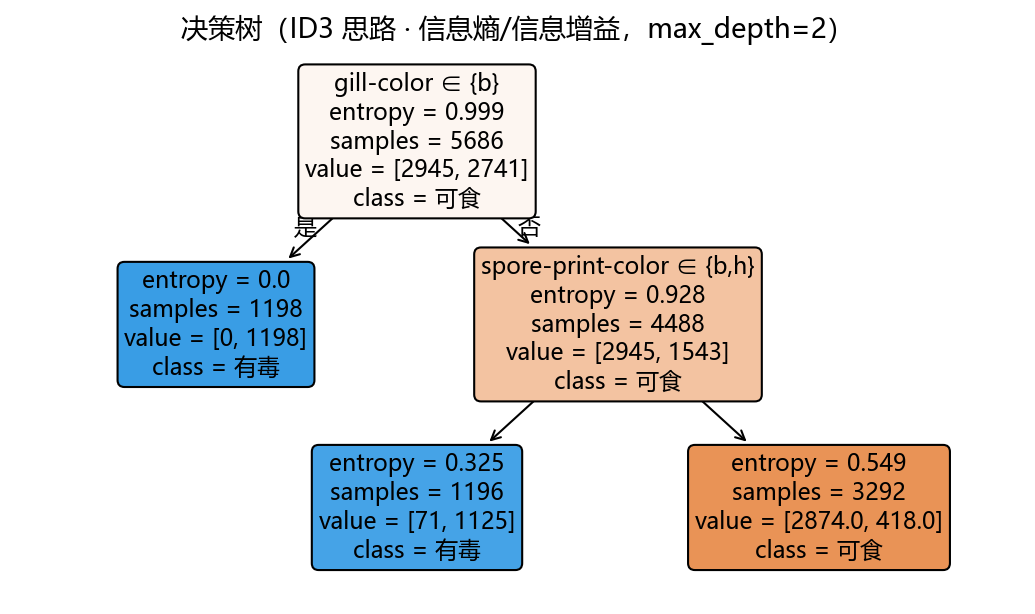 决策树（ID3 思路 · 信息熵/信息增益，max_depth=2）
gill-color ∈ {b}
entropy = 0.999
samples = 5686
value = [2945, 2741]
class = 可食
是
否
entropy = 0.0
samples = 1198
value = [0, 1198]
class = 有毒
spore-print-color ∈ {b,h}
entropy = 0.928
samples = 4488
value = [2945, 1543]
class = 可食
entropy = 0.325
samples = 1196
value = [71, 1125]
class = 有毒
entropy = 0.549
samples = 3292
value = [2874.0, 418.0]
class = 可食